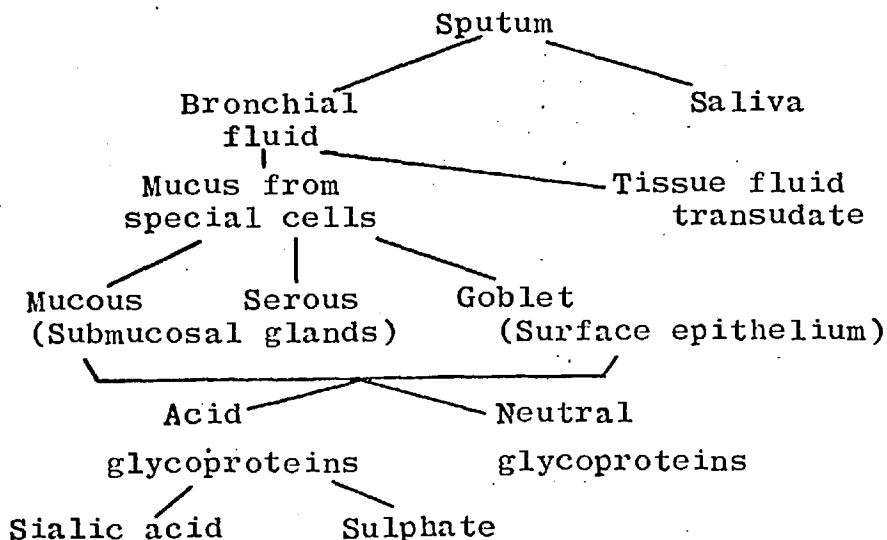 Sputum
Bronchial fluid
Saliva
Mucus from special cells
Tissue fluid transudate
Mucous
Serous
Goblet
(Submucosal glands)
(Surface epithelium)
Acid
Neutral
glycoproteins
glycoproteins
Sialic acid
Sulphate